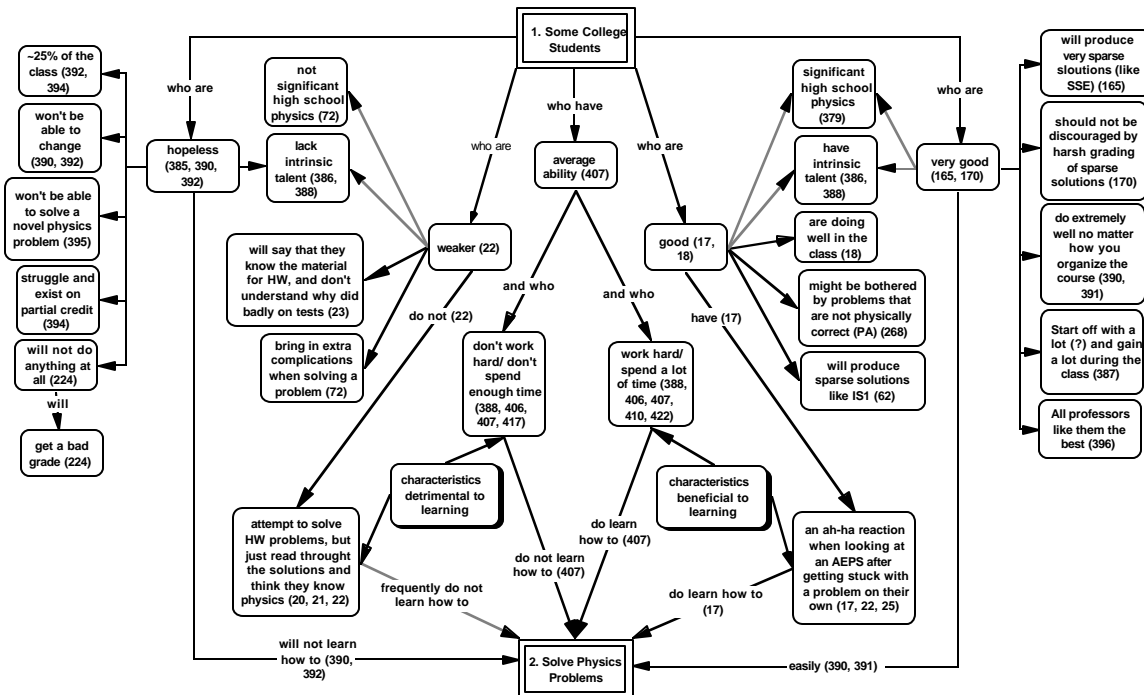 1. Some College
Students
~25% of the
class (392,
394)
who are
won't be
able to
change
(390, 392)
hopeless
(385, 390,
392)
won't be able
to solve a
novel physics
problem (395)
struggle and
exist on
partial credit
(394)
will not do
anything at
all (224)
will
get a bad
grade (224)
not
significant
high school
physics (72)
lack
intrinsic
talent (386,
388)
who are
weaker (22)
will say that they
know the material
for HW, and don't
understand why did
badly on tests (23)
bring in extra
complications
when solving a
problem (72)
do not (22)
who have
average
ability (407)
and who
and who
don't work
hard/ don't
spend
enough time
(388, 406,
407, 417)
work hard/
spend a lot
of time (388,
406, 407,
410, 422)
who are
good (17,
18)
have (17)
significant
high school
physics
(379)
have
intrinsic
talent (386,
388)
are doing
well in the
class (18)
might be bothered
by problems that
are not physically
correct (PA) (268)
will produce
sparse solutions
like IS1 (62)
who are
very good
(165, 170)
will produce
very sparse
sloutions (like
SSE) (165)
should not be
discouraged by
harsh grading
of sparse
solutions (170)
do extremely
well no matter
how you
organize the
course (390,
391)
Start off with a
lot (?) and gain
a lot during the
class (387)
All professors
like them the
best (396)
characteristics
detrimental to
learning
characteristics
beneficial to
learning
attempt to solve
HW problems, but
just read throught
the solutions and
think they know
physics (20, 21, 22)
frequently do not
learn how to
do not learn
how to (407)
do learn
how to (407)
do learn how to
(17)
an ah-ha reaction
when looking at
an AEPS after
getting stuck with
a problem on their
own (17, 22, 25)
will not learn
how to (390,
392)
2. Solve Physics
Problems
easily (390, 391)